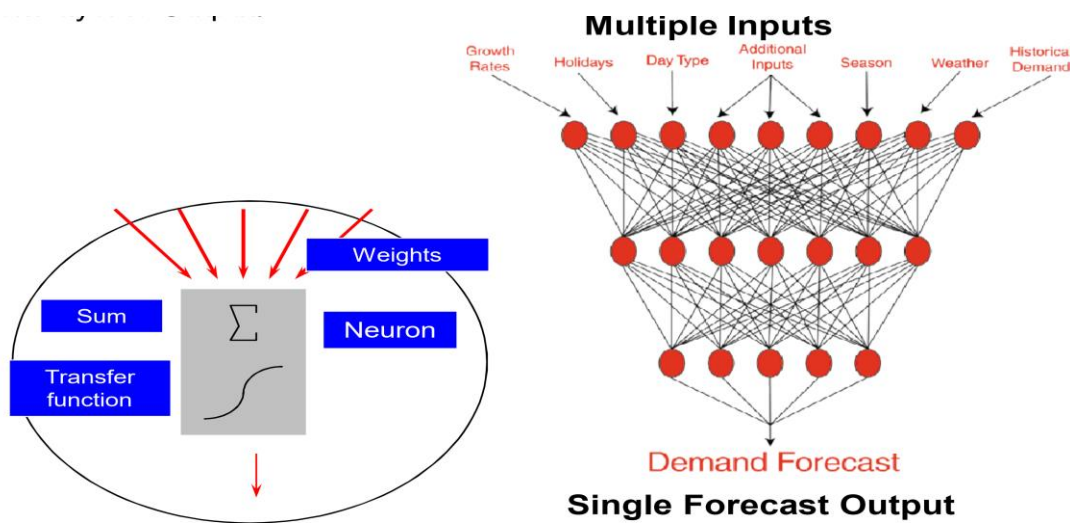 Multiple Inputs
Growth Rates
Holidays
Day Type
Additional Inputs
Season
Weather
Historical Demand
Weights
Sum
Neuron
Transfer function
Σ
Demand Forecast
Single Forecast Output